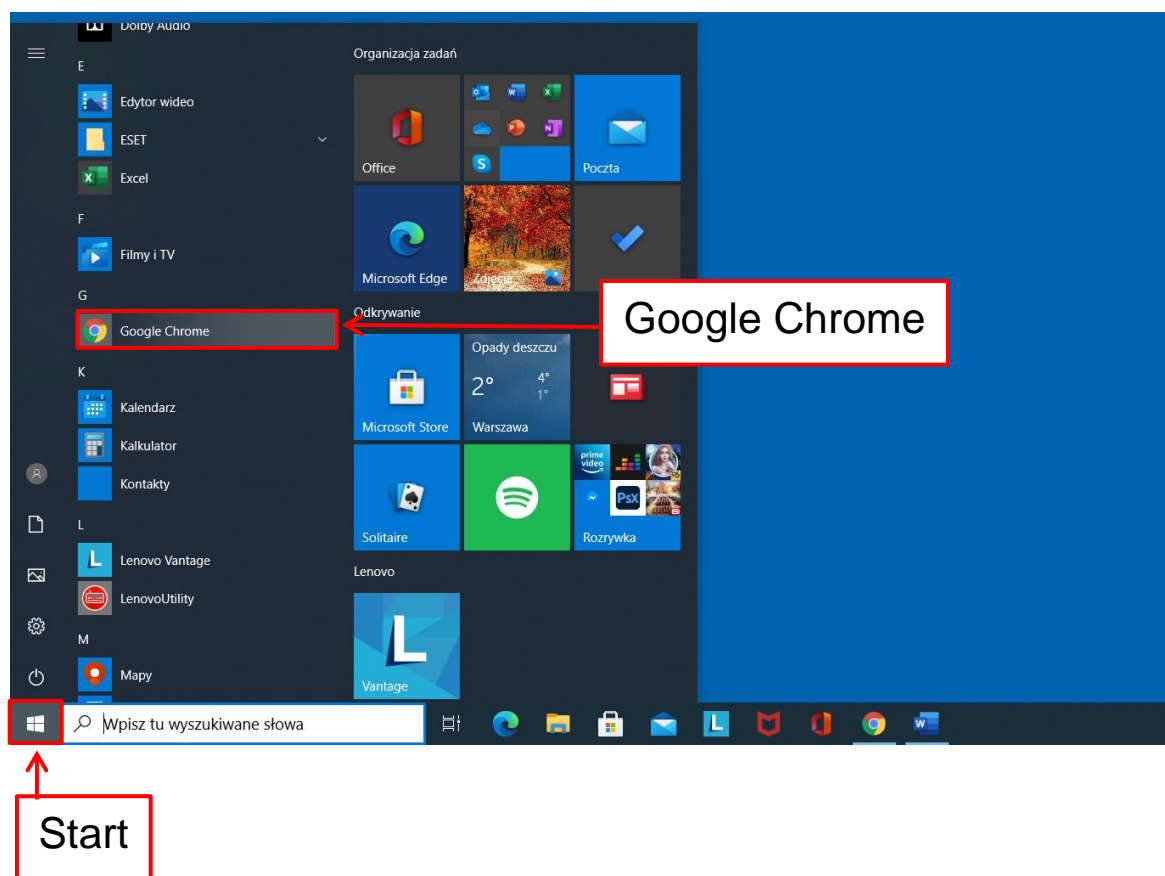 Dolby Audio
E
Edytor wideo
ESET
Excel
F
Filmy i TV
G
Google Chrome
K
Kalendarz
Kalkulator
Kontakty
L
Lenovo Vantage
LenovoUtility
M
Mapy
Organizacja zadań
Office
Poczta
Microsoft Edge
Zdjęcia
Odkrywanie
Microsoft Store
Opady deszczu
2° 4°
1°
Warszawa
Solitaire
prime
video
PSX
Rozrywka
Lenovo
L
Vantage
Google Chrome
Wpisz tu wyszukiwane słowa
Start